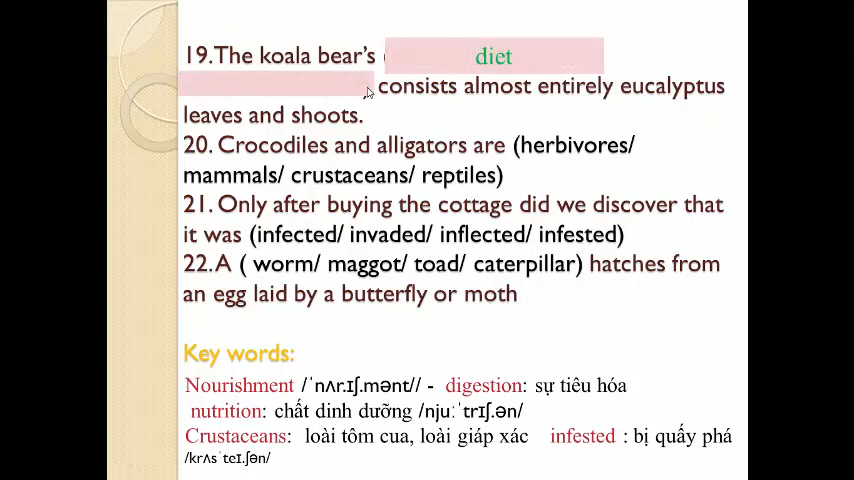 19.The koala bear's ( diet
, consists almost entirely eucalyptus
leaves and shoots.
20. Crocodiles and alligators are (herbivores/
mammals/ crustaceans/ reptiles)
21. Only after buying the cottage did we discover that
it was (infected/ invaded/ inflected/ infested)
22. A ( worm/ maggot/ toad/ caterpillar) hatches from
an egg laid by a butterfly or moth
Key words:
Nourishment /ˈnʌr.ɪʃ.mənt// - digestion: sự tiêu hóa
nutrition: chất dinh dưỡng /njuːˈtrɪʃ.ən/
Crustaceans: loài tôm cua, loài giáp xác infested : bị quấy phá
/krʌsˈteɪ.ʃən/